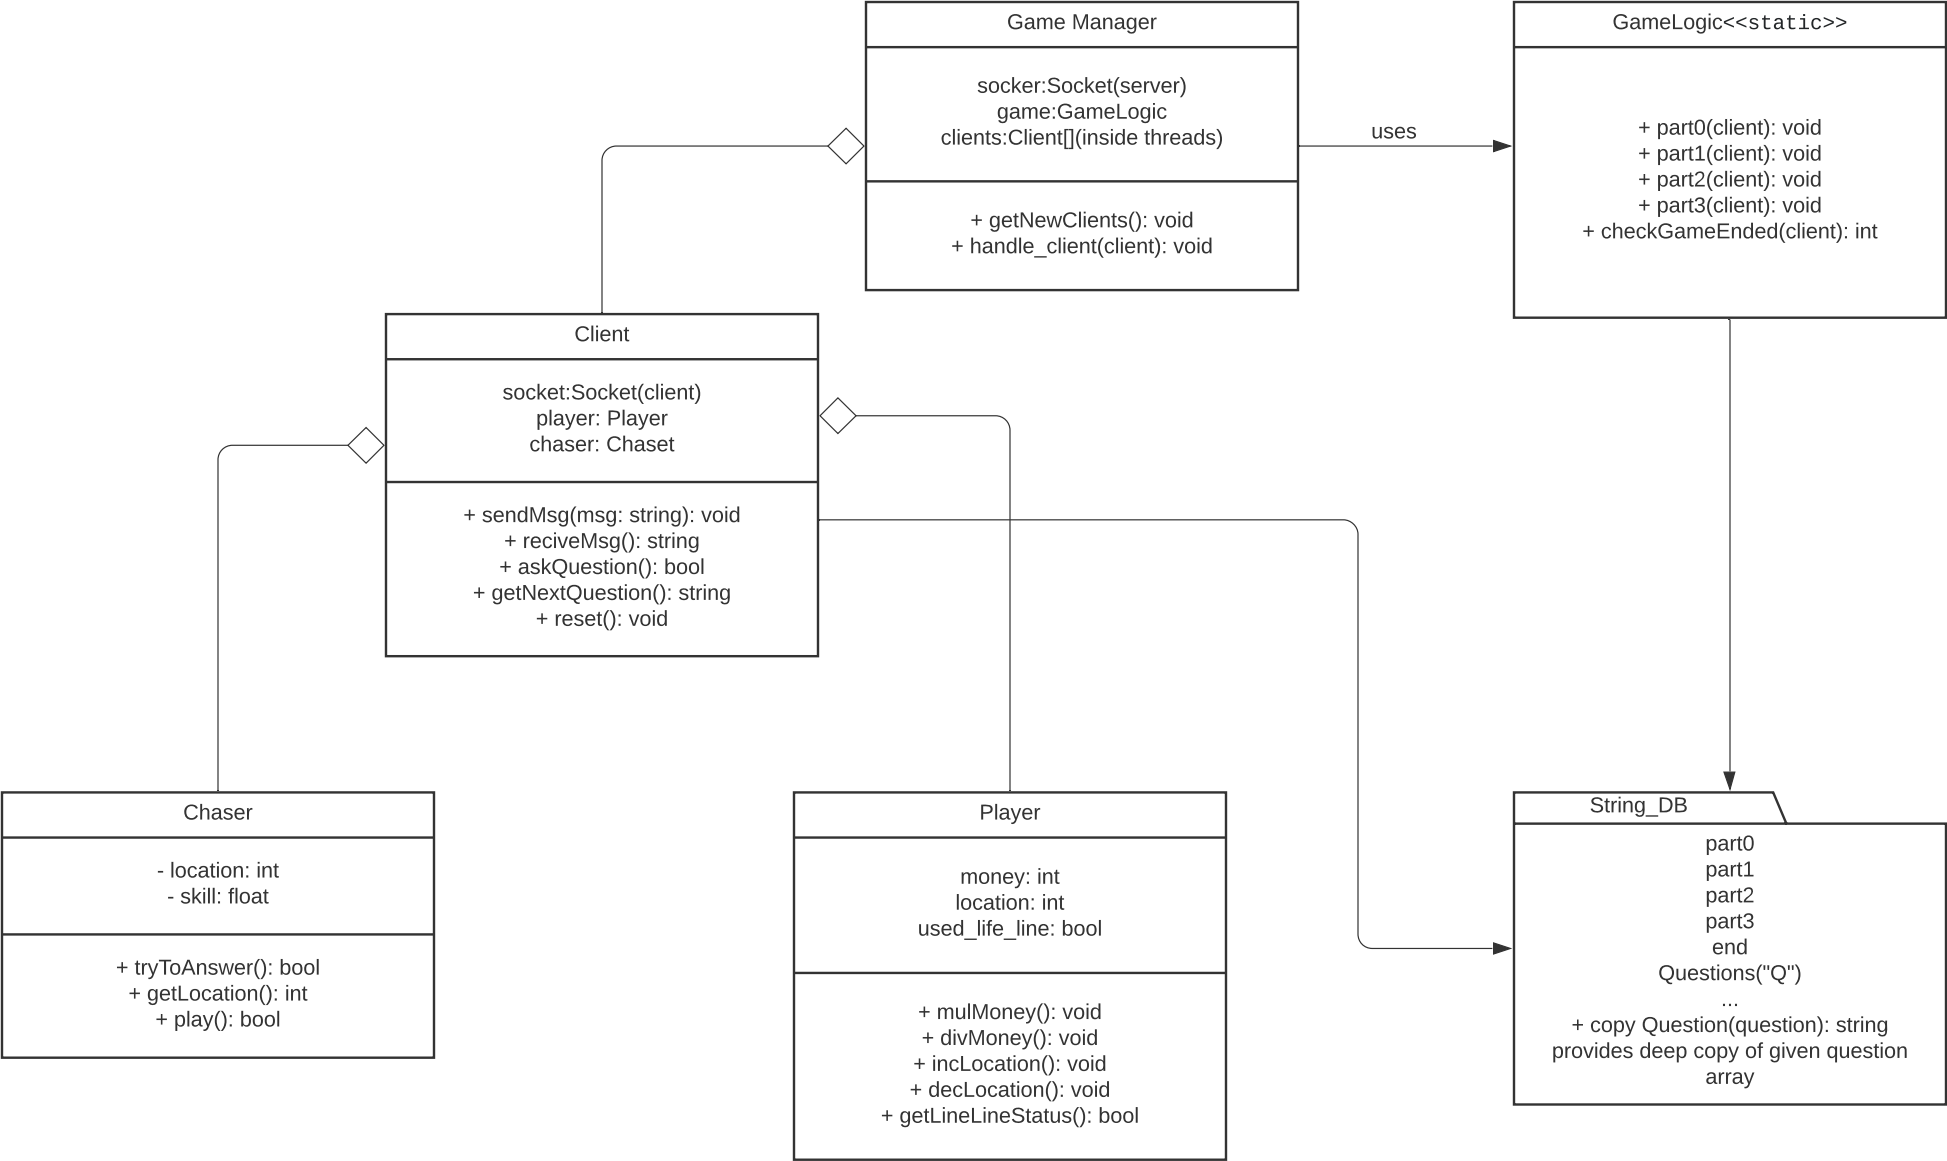 Game Manager
socker:Socket(server)
game:GameLogic
clients:Client[](inside threads)
+ getNewClients(): void
+ handle_client(client): void
uses
GameLogic<<static>>
+ part0(client): void
+ part1(client): void
+ part2(client): void
+ part3(client): void
+ checkGameEnded(client): int
Client
socket:Socket(client)
player: Player
chaser: Chaset
+ sendMsg(msg: string): void
+ reciveMsg(): string
+ askQuestion(): bool
+ getNextQuestion(): string
+ reset(): void
Chaser
- location: int
- skill: float
+ tryToAnswer(): bool
+ getLocation(): int
+ play(): bool
Player
money: int
location: int
used_life_line: bool
+ mulMoney(): void
+ divMoney(): void
+ incLocation(): void
+ decLocation(): void
+ getLineLineStatus(): bool
String_DB
part0
part1
part2
part3
end
Questions("Q")
...
+ copy Question(question): string
provides deep copy of given question
array